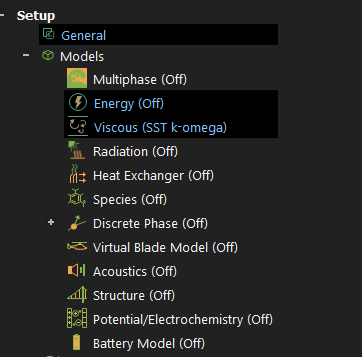 Setup
General
Models
Multiphase (Off)
Energy (Off)
Viscous (SST k-omega)
Radiation (Off)
Heat Exchanger (Off)
Species (Off)
Discrete Phase (Off)
Virtual Blade Model (Off)
Acoustics (Off)
Structure (Off)
Potential/Electrochemistry (Off)
Battery Model (Off)